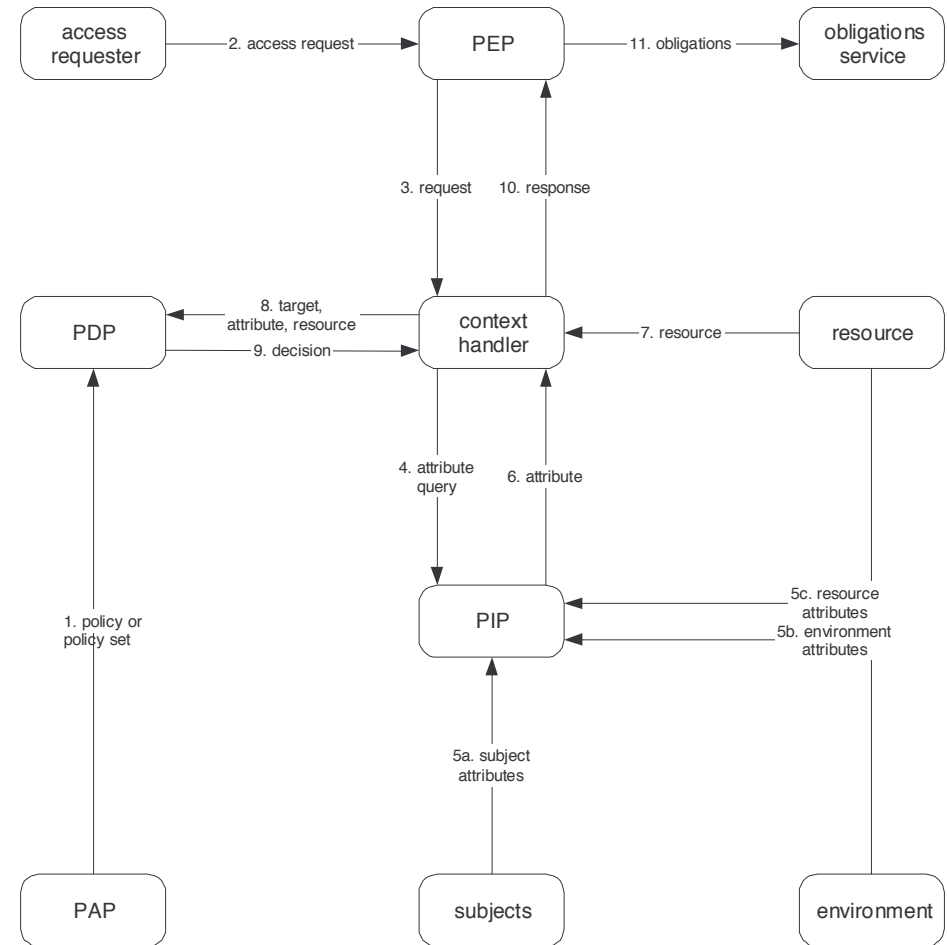 access
requester
2. access request
PEP
11. obligations
obligations
service
3. request
10. response
PDP
8. target,
attribute, resource
9. decision
context
handler
7. resource
resource
4. attribute
query
6. attribute
1. policy or
policy set
PIP
5c. resource
attributes
5b. environment
attributes
5a. subject
attributes
PAP
subjects
environment